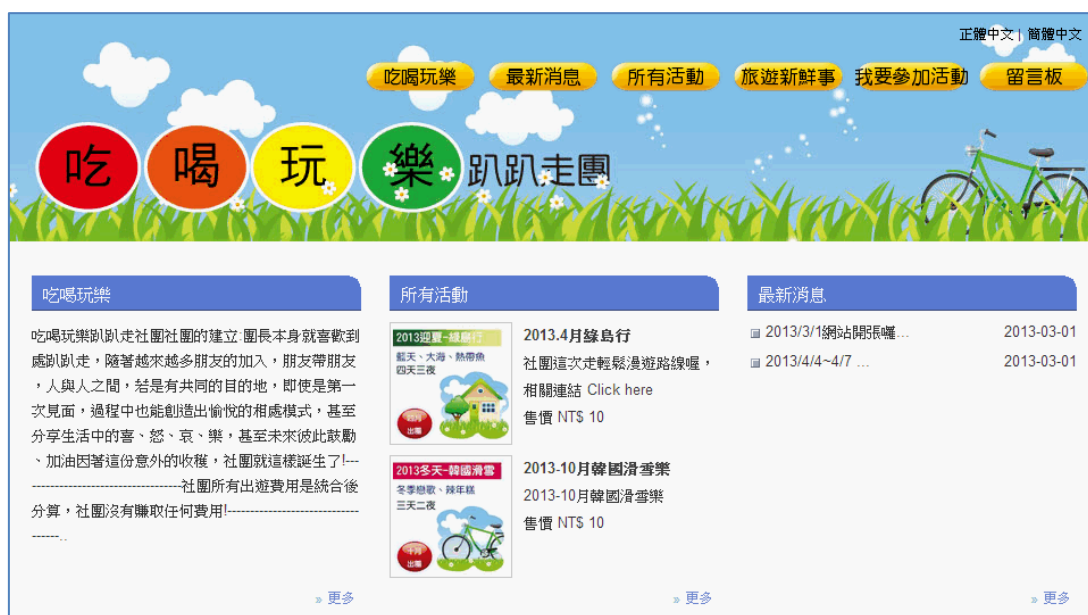 正體中文 | 簡體中文
吃喝玩樂 最新消息 所有活動 旅遊新鮮事 我要參加活動 留言板
吃喝玩樂趴趴走團
吃喝玩樂
吃喝玩樂趴趴走社團社團的建立:團長本身就喜歡到
處趴趴走,隨著越來越多朋友的加入,朋友帶朋友
,人與人之間,若是有共同的目的地,即使是第一
次見面,過程中也能創造出愉悅的相處模式,甚至
分享生活中的喜、怒、哀、樂,甚至未來彼此鼓勵
、加油因著這份意外的收穫,社團就這樣誕生了!---
--------------------------------社團所有出遊費用是統合後
分算,社團沒有賺取任何費用!-----------------------------
------..
» 更多
所有活動
2013迎夏-綠島行
藍天、大海、熱帶魚
四天三夜
出團
2013.4月綠島行
社團這次走輕鬆漫遊路線喔,
相關連結 Click here
售價 NT$ 10
2013冬天-韓國滑雪
冬季戀歌、辣年糕
三天二夜
十月
出團
2013-10月韓國滑雪樂
2013-10月韓國滑雪樂
售價 NT$ 10
» 更多
最新消息
2013/3/1網站開張囉... 2013-03-01
2013/4/4~4/7 ... 2013-03-01
» 更多